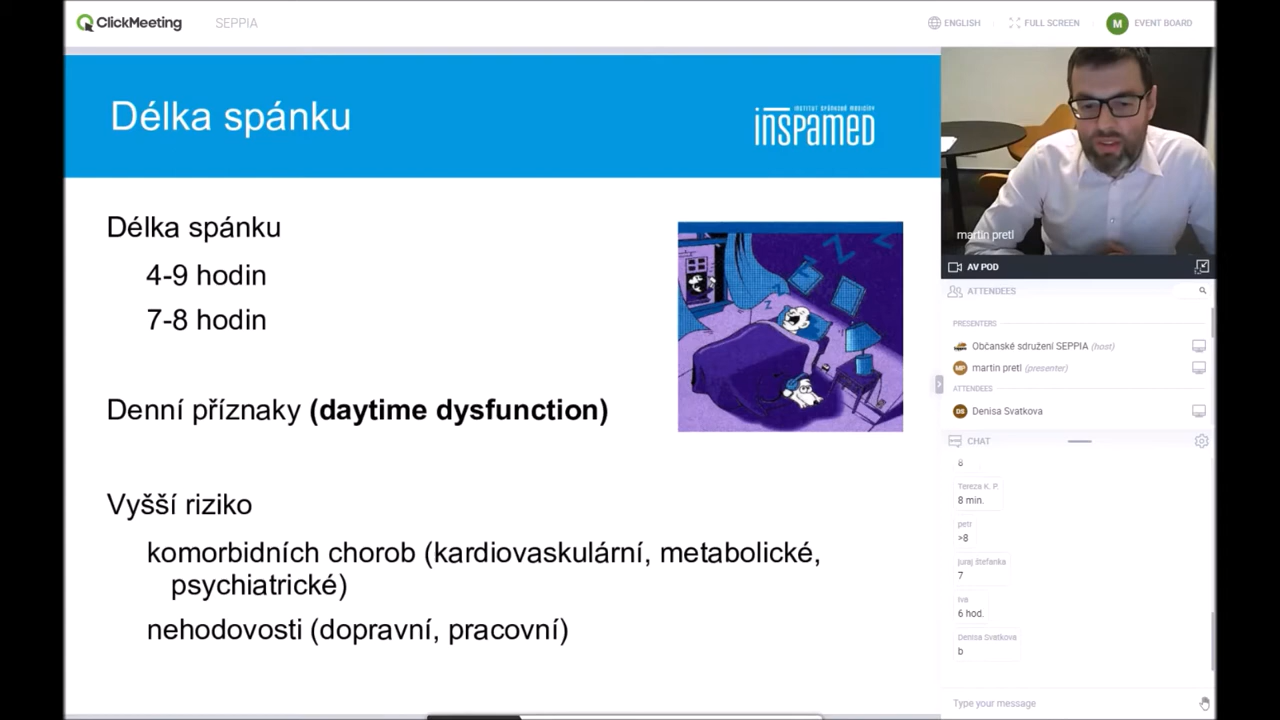 ClickMeeting
SEPPIA
ENGLISH
FULL SCREEN
M
EVENT BOARD
Délka spánku
INSTITUT SPÁNKOVÉ MEDICÍNY
inspamed
Délka spánku
4-9 hodin
7-8 hodin
Denní příznaky (daytime dysfunction)
Vyšší riziko
komorbidních chorob (kardiovaskulární, metabolické,
psychiatrické)
nehodovosti (dopravní, pracovní)
z
z
z
z
martin pretl
AV POD
ATTENDEES
PRESENTERS
Občanské sdružení SEPPIA (host)
MP
martin pretl (presenter)
ATTENDEES
DS
Denisa Svatkova
CHAT
8
Tereza K. P.
8 min.
petr
>8
juraj štefanka
7
Iva
6 hod.
Denisa Svatkova
b
Type your message